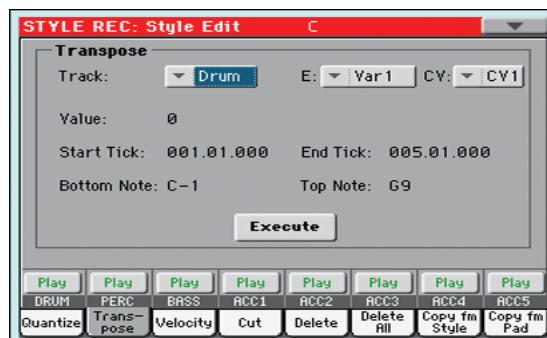 STYLE REC: Style Edit C
Transpose
Track: Drum E: Var1 CV: CV1
Value: 0
Start Tick: 001.01.000 End Tick: 005.01.000
Bottom Note: C-1 Top Note: G9
Execute
Play Play Play Play Play Play Play Play
DRUM PERC BASS ACC1 ACC2 ACC3 ACC4 ACC5
Quantize Trans-pose Velocity Cut Delete Delete All Copy fm Style Copy fm Pad